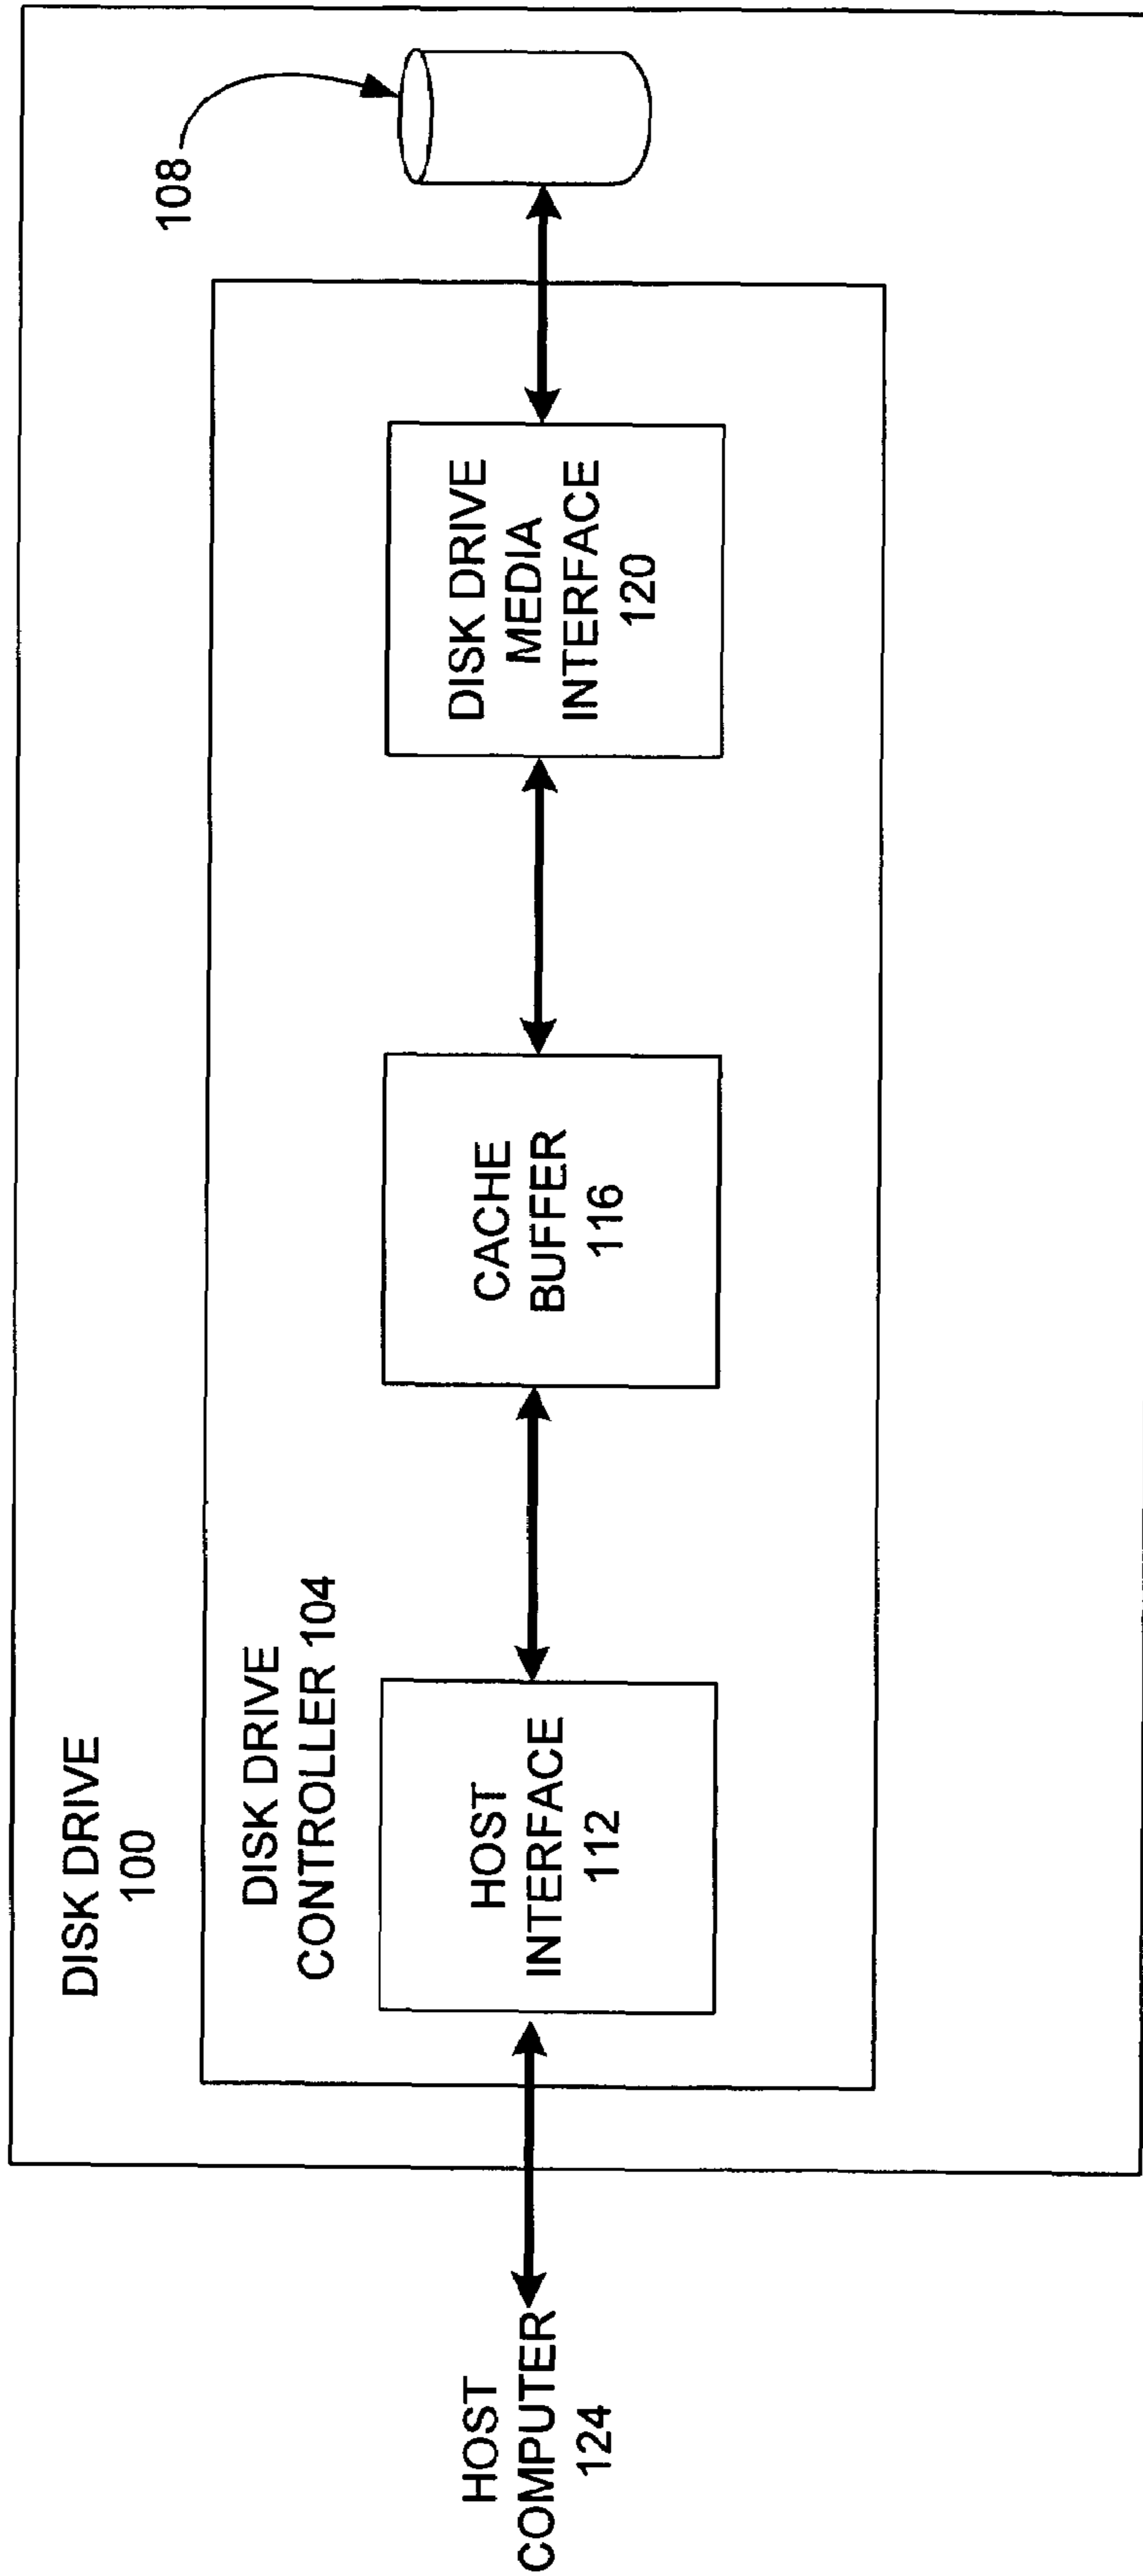 DISK DRIVE
100
108
DISK DRIVE
CONTROLLER 104
HOST
INTERFACE
112
CACHE
BUFFER
116
DISK DRIVE
MEDIA
INTERFACE
120
HOST
COMPUTER
124